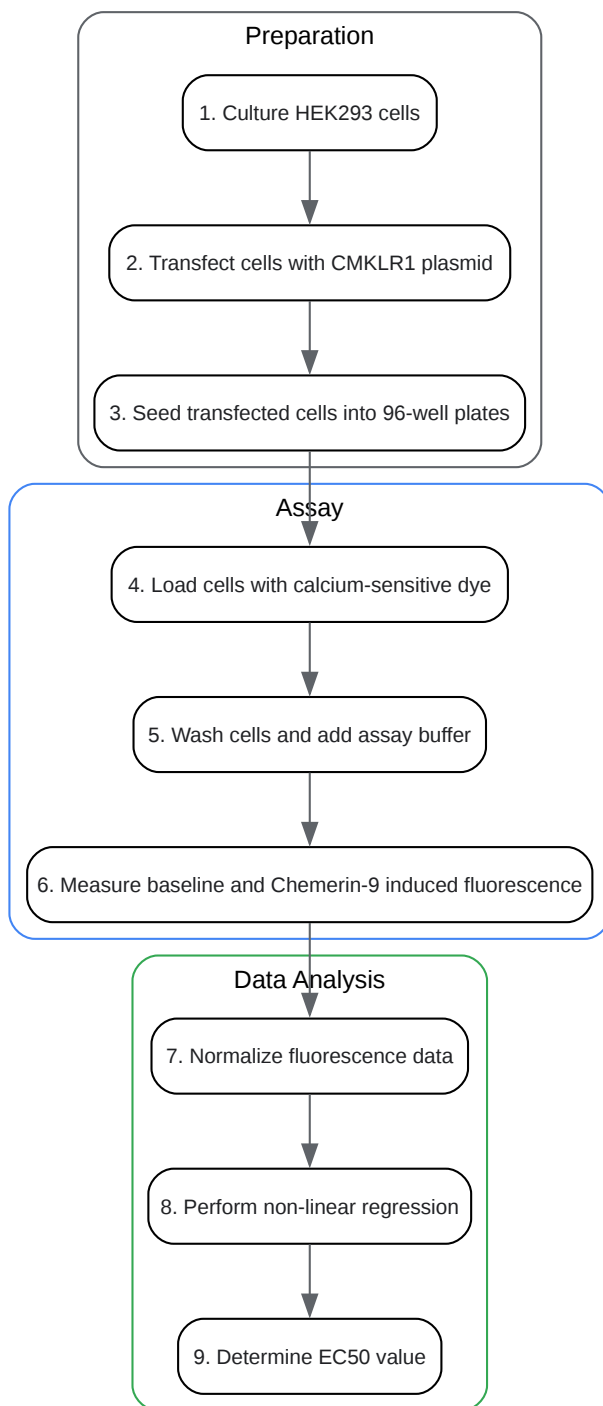 Preparation
1. Culture HEK293 cells
2. Transfect cells with CMKLR1 plasmid
3. Seed transfected cells into 96-well plates
Assay
4. Load cells with calcium-sensitive dye
5. Wash cells and add assay buffer
6. Measure baseline and Chemerin-9 induced fluorescence
Data Analysis
7. Normalize fluorescence data
8. Perform non-linear regression
9. Determine EC50 value